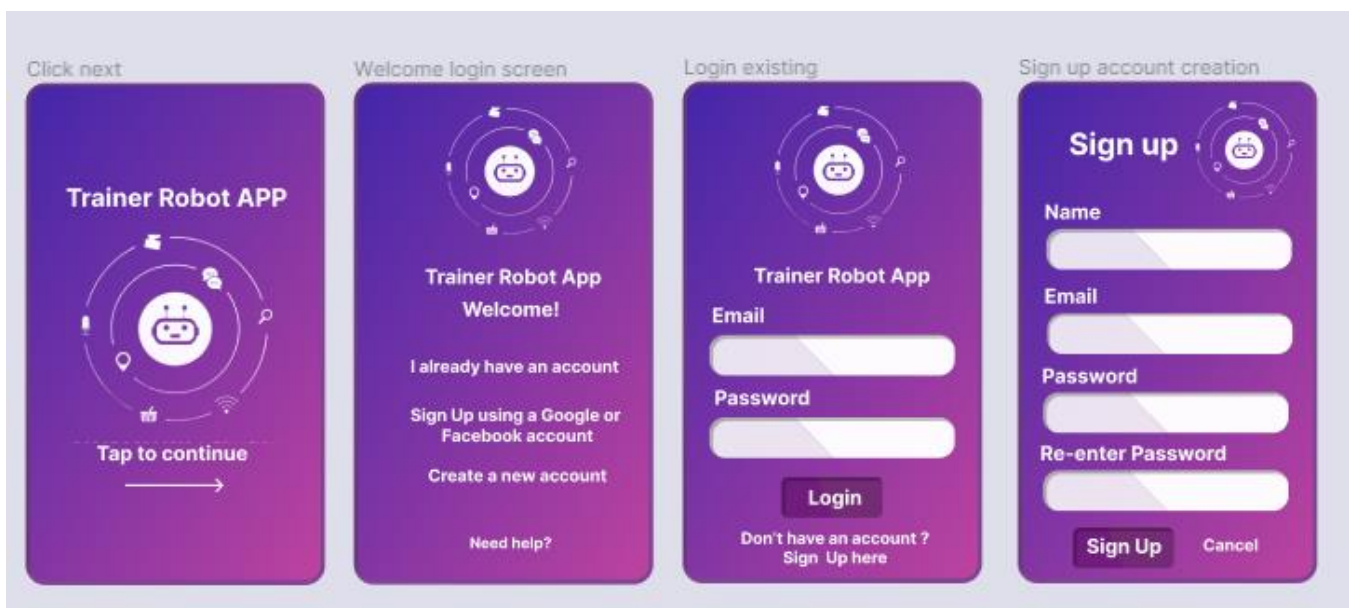 Click next
Trainer Robot APP
Tap to continue
Welcome login screen
Trainer Robot App
Welcome!
I already have an account
Sign Up using a Google or
Facebook account
Create a new account
Need help?
Login existing
Trainer Robot App
Email
Password
Login
Don't have an account ?
Sign Up here
Sign up account creation
Sign up
Name
Email
Password
Re-enter Password
Sign Up
Cancel